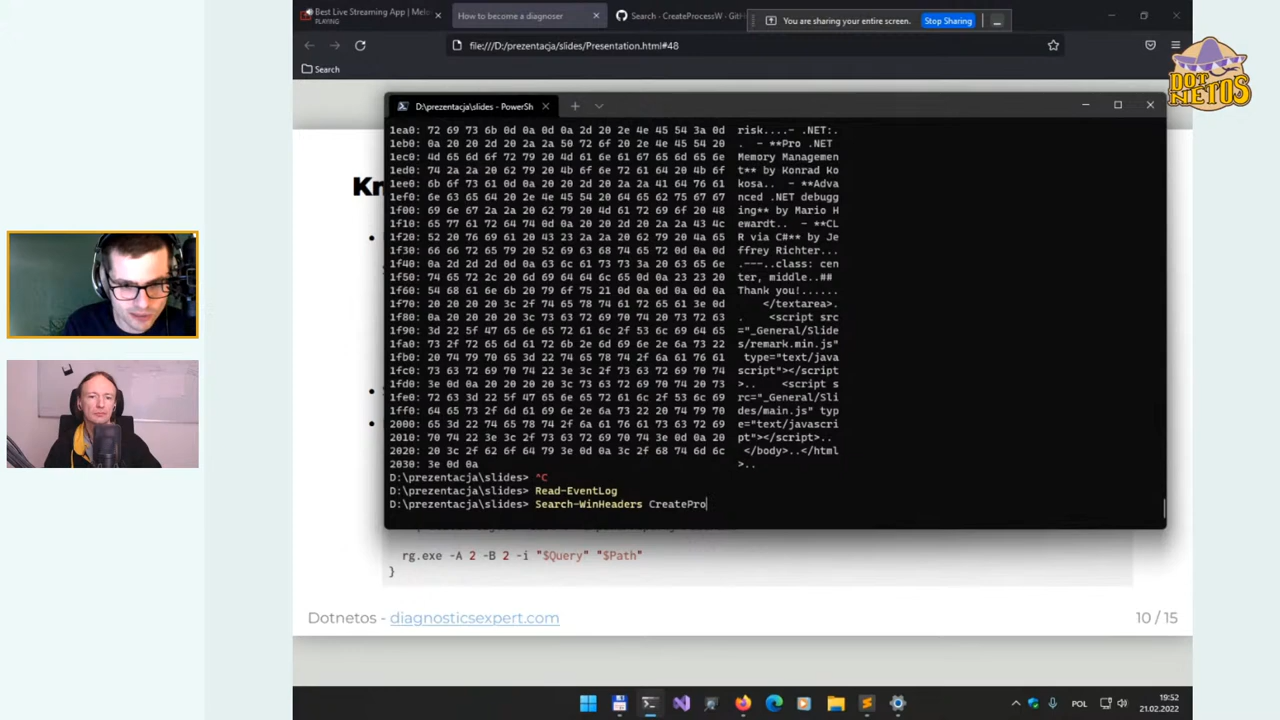 Best Live Streaming App | Melo
PLAYING
How to become a diagnoser
Search · CreateProcessW · GitH
You are sharing your entire screen.
Stop Sharing
file:///D:/prezentacja/slides/Presentation.html#48
Search
DOT
NETOS
D:\prezentacja\slides - PowerSh
Kn
1ea0: 72 69 73 6b 0d 0a 0d 0a 2d 20 2e 4e 45 54 3a 0d  risk....- .NET:.
1eb0: 0a 20 20 2d 20 2a 2a 50 72 6f 20 2e 4e 45 54 20  .  - **Pro .NET
1ec0: 4d 65 6d 6f 72 79 20 4d 61 6e 61 67 65 6d 65 6e  Memory Managemen
1ed0: 74 2a 2a 20 62 79 20 4b 6f 6e 72 61 64 20 4b 6f  t** by Konrad Ko
1ee0: 6b 6f 73 61 0d 0a 20 20 2d 20 2a 2a 41 64 76 61  kosa..  - **Adva
1ef0: 6e 63 65 64 20 2e 4e 45 54 20 64 65 62 75 67 67  nced .NET debugg
1f00: 69 6e 67 2a 2a 20 62 79 20 4d 61 72 69 6f 20 48  ing** by Mario H
1f10: 65 77 61 72 64 74 0d 0a 20 20 2d 20 2a 2a 43 4c  ewardt..  - **CL
1f20: 52 20 76 69 61 20 43 23 2a 2a 20 62 79 20 4a 65  R via C#** by Je
1f30: 66 66 72 65 79 20 52 69 63 68 74 65 72 0d 0a 0d  ffrey Richter...
1f40: 0a 2d 2d 2d 0d 0a 63 6c 61 73 73 3a 20 63 65 6e  .---..class: cen
1f50: 74 65 72 2c 20 6d 69 64 64 6c 65 0d 0a 23 23 20  ter, middle..##
1f60: 54 68 61 6e 6b 20 79 6f 75 21 0d 0a 0d 0a 0d 0a  Thank you!......
1f70: 20 20 20 20 3c 2f 74 65 78 74 61 72 65 61 3e 0d      </textarea>.
1f80: 0a 20 20 20 20 3c 73 63 72 69 70 74 20 73 72 63  .    <script src
1f90: 3d 22 5f 47 65 6e 65 72 61 6c 2f 53 6c 69 64 65  ="_General/Slide
1fa0: 73 2f 72 65 6d 61 72 6b 2e 6d 69 6e 2e 6a 73 22  s/remark.min.js"
1fb0: 20 74 79 70 65 3d 22 74 65 78 74 2f 6a 61 76 61   type="text/java
1fc0: 73 63 72 69 70 74 22 3e 3c 2f 73 63 72 69 70 74  script"></script
1fd0: 3e 0d 0a 20 20 20 20 3c 73 63 72 69 70 74 20 73  >..    <script s
1fe0: 72 63 3d 22 5f 47 65 6e 65 72 61 6c 2f 53 6c 69  rc="_General/Sli
1ff0: 64 65 73 2f 6d 61 69 6e 2e 6a 73 22 20 74 79 70  des/main.js" typ
2000: 65 3d 22 74 65 78 74 2f 6a 61 76 61 73 63 72 69  e="text/javascri
2010: 70 74 22 3e 3c 2f 73 63 72 69 70 74 3e 0d 0a 20  pt"></script>..
2020: 20 3c 2f 62 6f 64 79 3e 0d 0a 3c 2f 68 74 6d 6c   </body>..</html
2030: 3e 0d 0a  >..
D:\prezentacja\slides> ^C
D:\prezentacja\slides> Read-EventLog
D:\prezentacja\slides> Search-WinHeaders CreatePro
rg.exe -A 2 -B 2 -i "$Query" "$Path"
}
Dotnetos - diagnosticsexpert.com
10 / 15
POL
19:52
21.02.2022